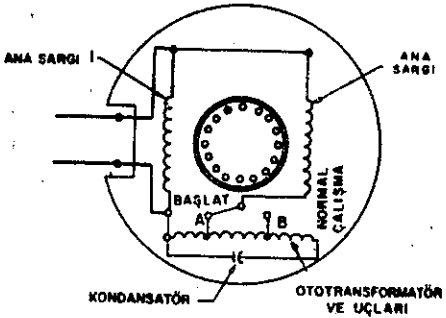 ANA SARGI I
ANA
SARGI
BAŞLAT
A
B
NORMAL
ÇALIŞMA
KONDANSATÖR
OTOTRANSFORMATÖR
VE UÇLARI